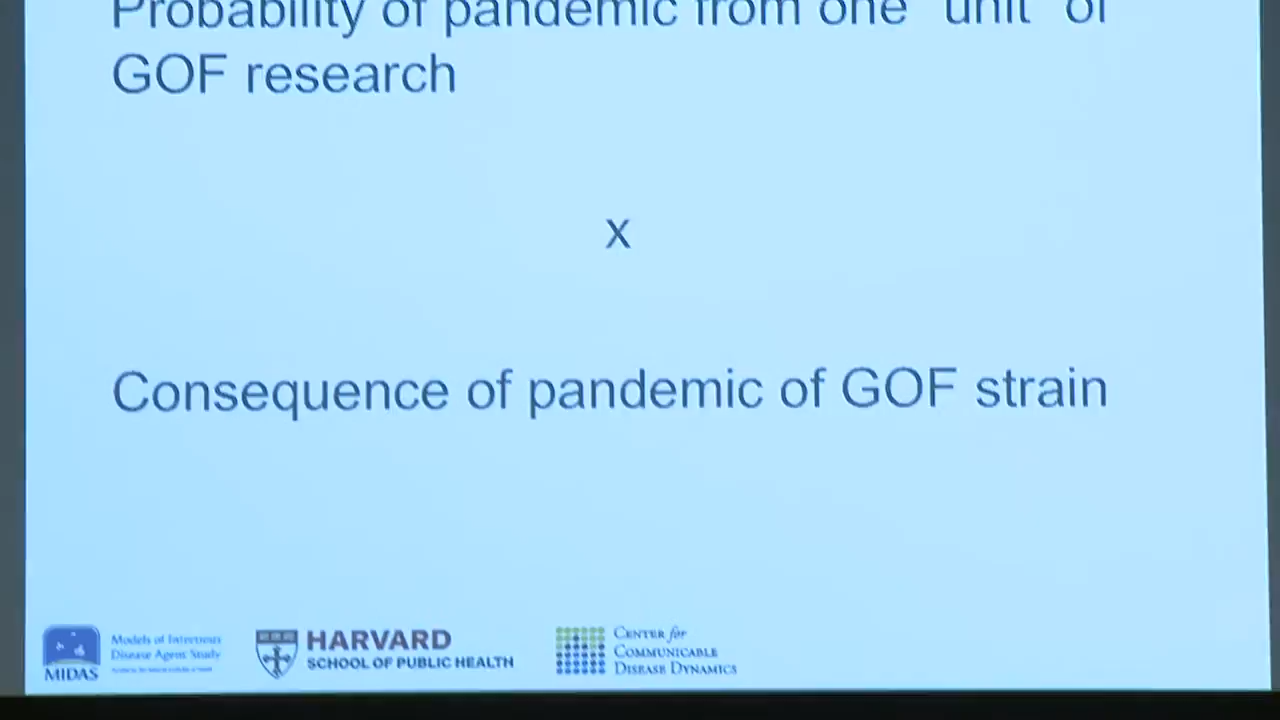 Probability of pandemic from one "unit" of
GOF research
x
Consequence of pandemic of GOF strain
MIDAS
Models of Infectious
Disease Agent Study
HARVARD
SCHOOL OF PUBLIC HEALTH
CENTER for
COMMUNICABLE
DISEASE DYNAMICS